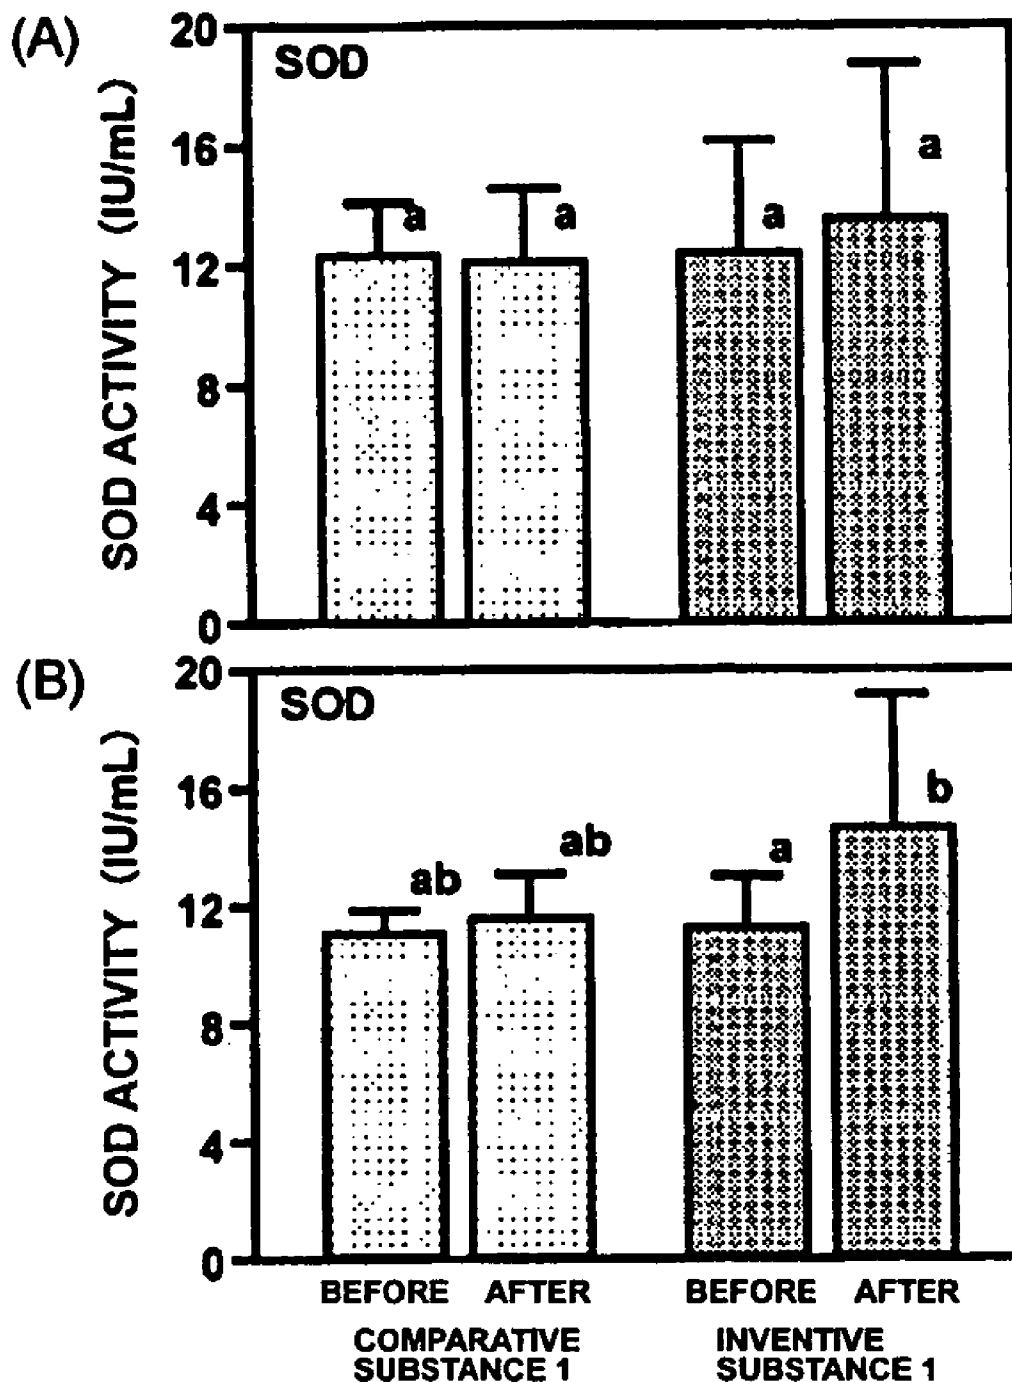 (A)
SOD
SOD ACTIVITY (IU/mL)
20
16
12
8
4
0
a
a
a
a
(B)
SOD
SOD ACTIVITY (IU/mL)
20
16
12
8
4
0
ab
ab
a
b
BEFORE AFTER BEFORE AFTER
COMPARATIVE
SUBSTANCE 1
INVENTIVE
SUBSTANCE 1